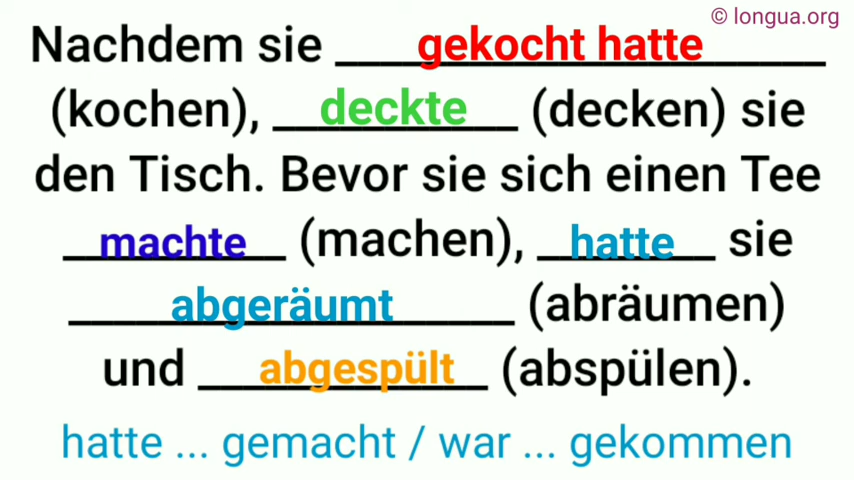 © longua.org
Nachdem sie gekocht hatte
(kochen), deckte (decken) sie
den Tisch. Bevor sie sich einen Tee
machte (machen), hatte sie
abgeräumt (abräumen)
und abgespült (abspülen).
hatte ... gemacht / war ... gekommen